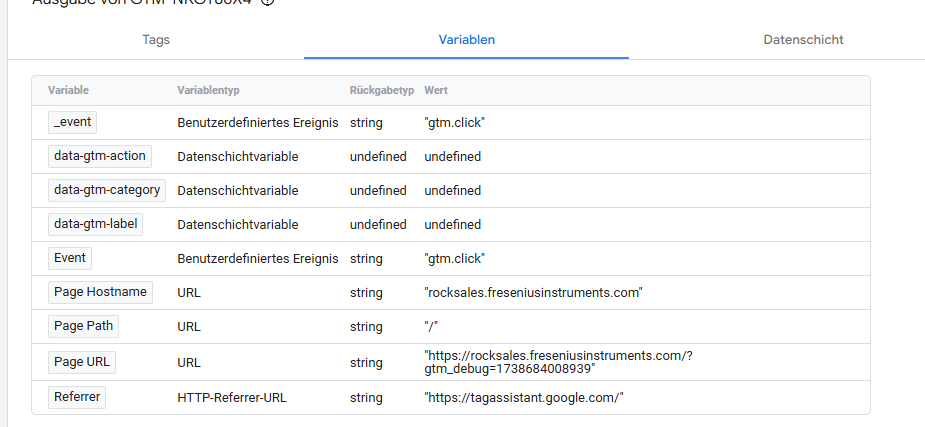 Ausgabe von
Tags Variablen Datenschicht
Variable Variablentyp Rückgabetyp Wert
_event Benutzerdefiniertes Ereignis string "gtm.click"
data-gtm-action Datenschichtvariable undefined undefined
data-gtm-category Datenschichtvariable undefined undefined
data-gtm-label Datenschichtvariable undefined undefined
Event Benutzerdefiniertes Ereignis string "gtm.click"
Page Hostname URL string "rocksales.freseniusinstruments.com"
Page Path URL string "/"
Page URL URL string "https://rocksales.freseniusinstruments.com/?
gtm_debug=1738684008939"
Referrer HTTP-Referrer-URL string "https://tagassistant.google.com/"